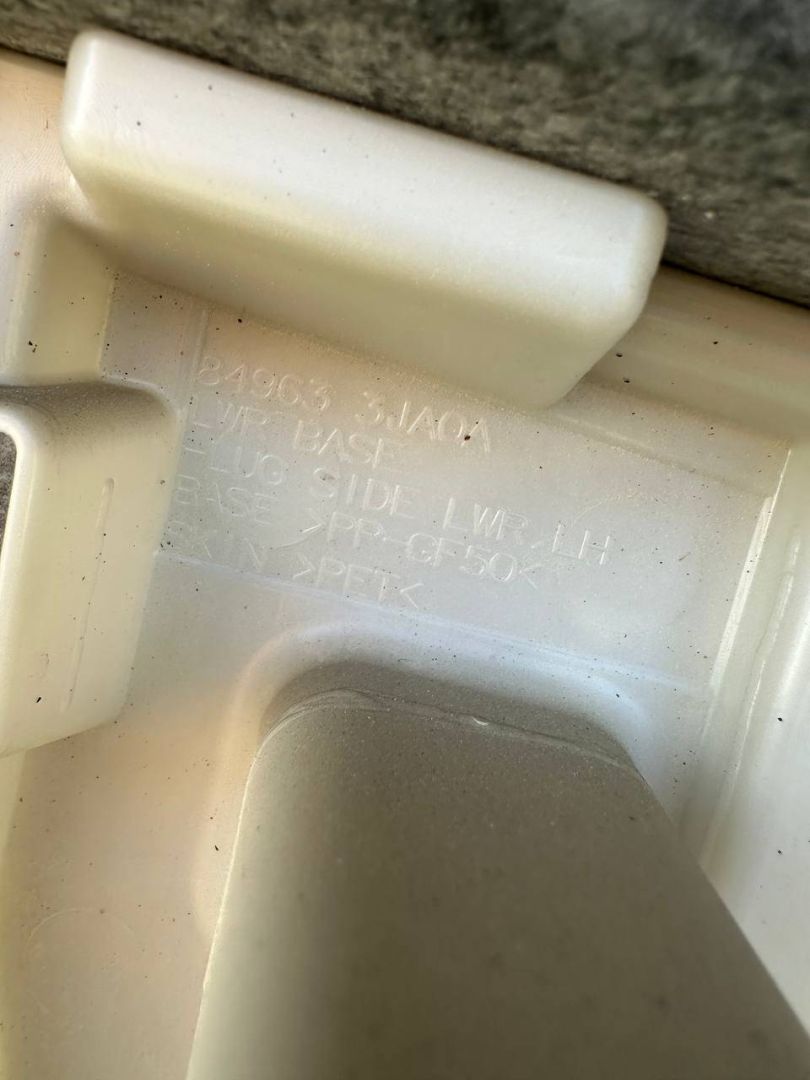 84963 3JA0A
LWR BASE
PLUG SIDE LWR,LH
BASE >PP-GF50<
>PET<